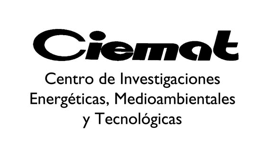 Ciemat
Centro de Investigaciones
Energéticas, Medioambientales
y Tecnológicas